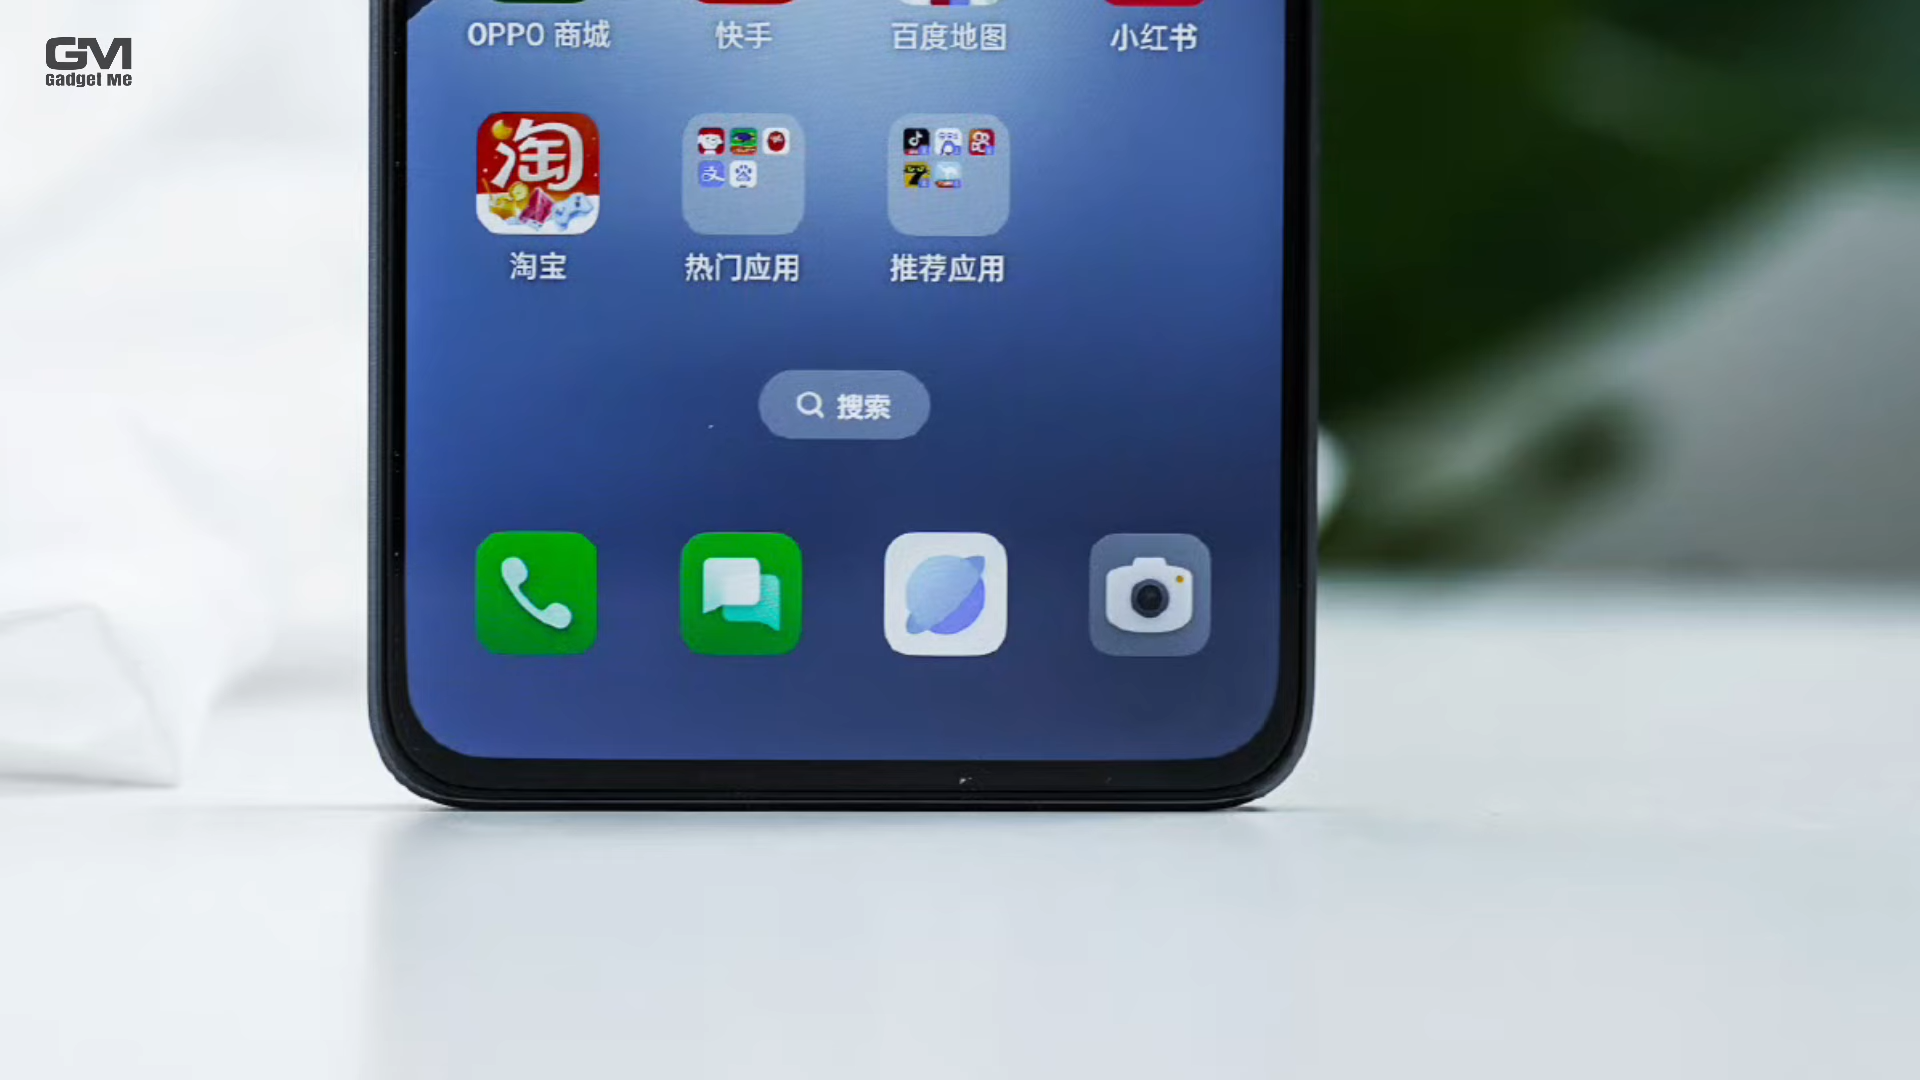 GM
Gadget Me
OPPO 商城
快手
百度地图
小红书
淘
淘宝
热门应用
推荐应用
搜索